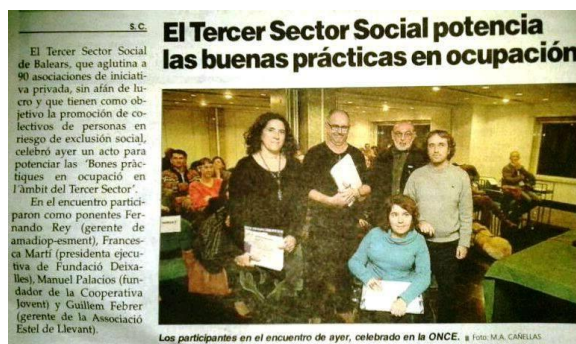 S. C.
El Tercer Sector Social
de Balears, que aglutina a
90 asociaciones de iniciati-
va privada, sin afán de lu-
cro y que tienen como ob-
jetivo la promoción de co-
lectivos de personas en
riesgo de exclusión social,
celebró ayer un acto para
potenciar las 'Bones pràc-
tiques en ocupació en
l'àmbit del Tercer Sector'.
En el encuentro partici-
paron como ponentes Fer-
nando Rey (gerente de
amadiop-esment), Frances-
ca Martí (presidenta ejecu-
tiva de Fundació Deixa-
lles), Manuel Palacios (fun-
dador de la Cooperativa
Jovent) y Guillem Febrer
(gerente de la Associació
Estel de Llevant).
El Tercer Sector Social potencia
las buenas prácticas en ocupación
Los participantes en el encuentro de ayer, celebrado en la ONCE. Foto: M.A. CAÑELLAS